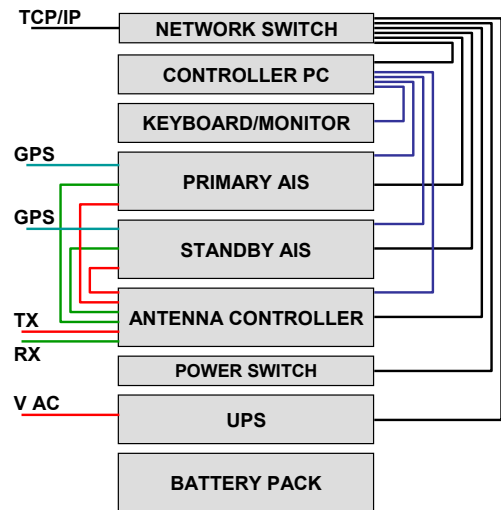 TCP/IP
NETWORK SWITCH
CONTROLLER PC
KEYBOARD/MONITOR
GPS
PRIMARY AIS
GPS
STANDBY AIS
TX
ANTENNA CONTROLLER
RX
POWER SWITCH
V AC
UPS
BATTERY PACK